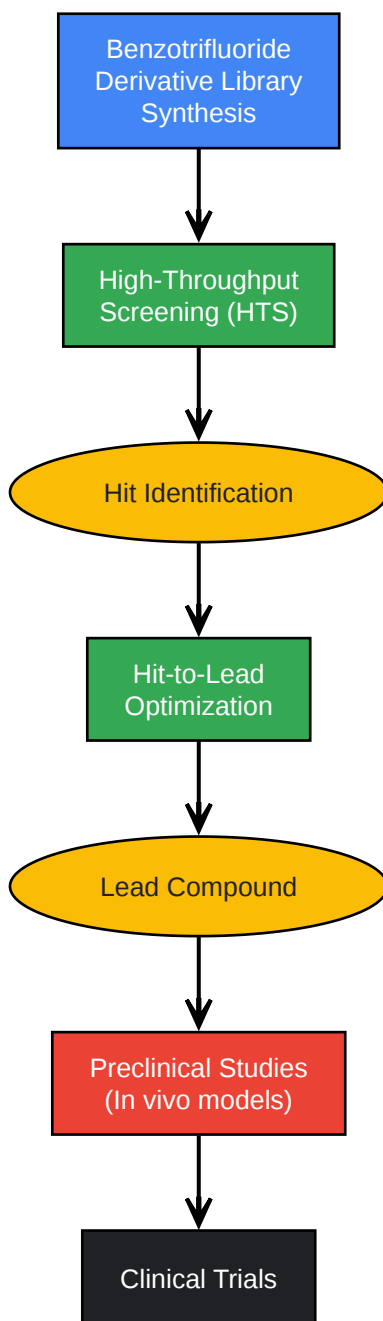 Benzotrifluoride
Derivative Library
Synthesis
High-Throughput
Screening (HTS)
Hit Identification
Hit-to-Lead
Optimization
Lead Compound
Preclinical Studies
(In vivo models)
Clinical Trials